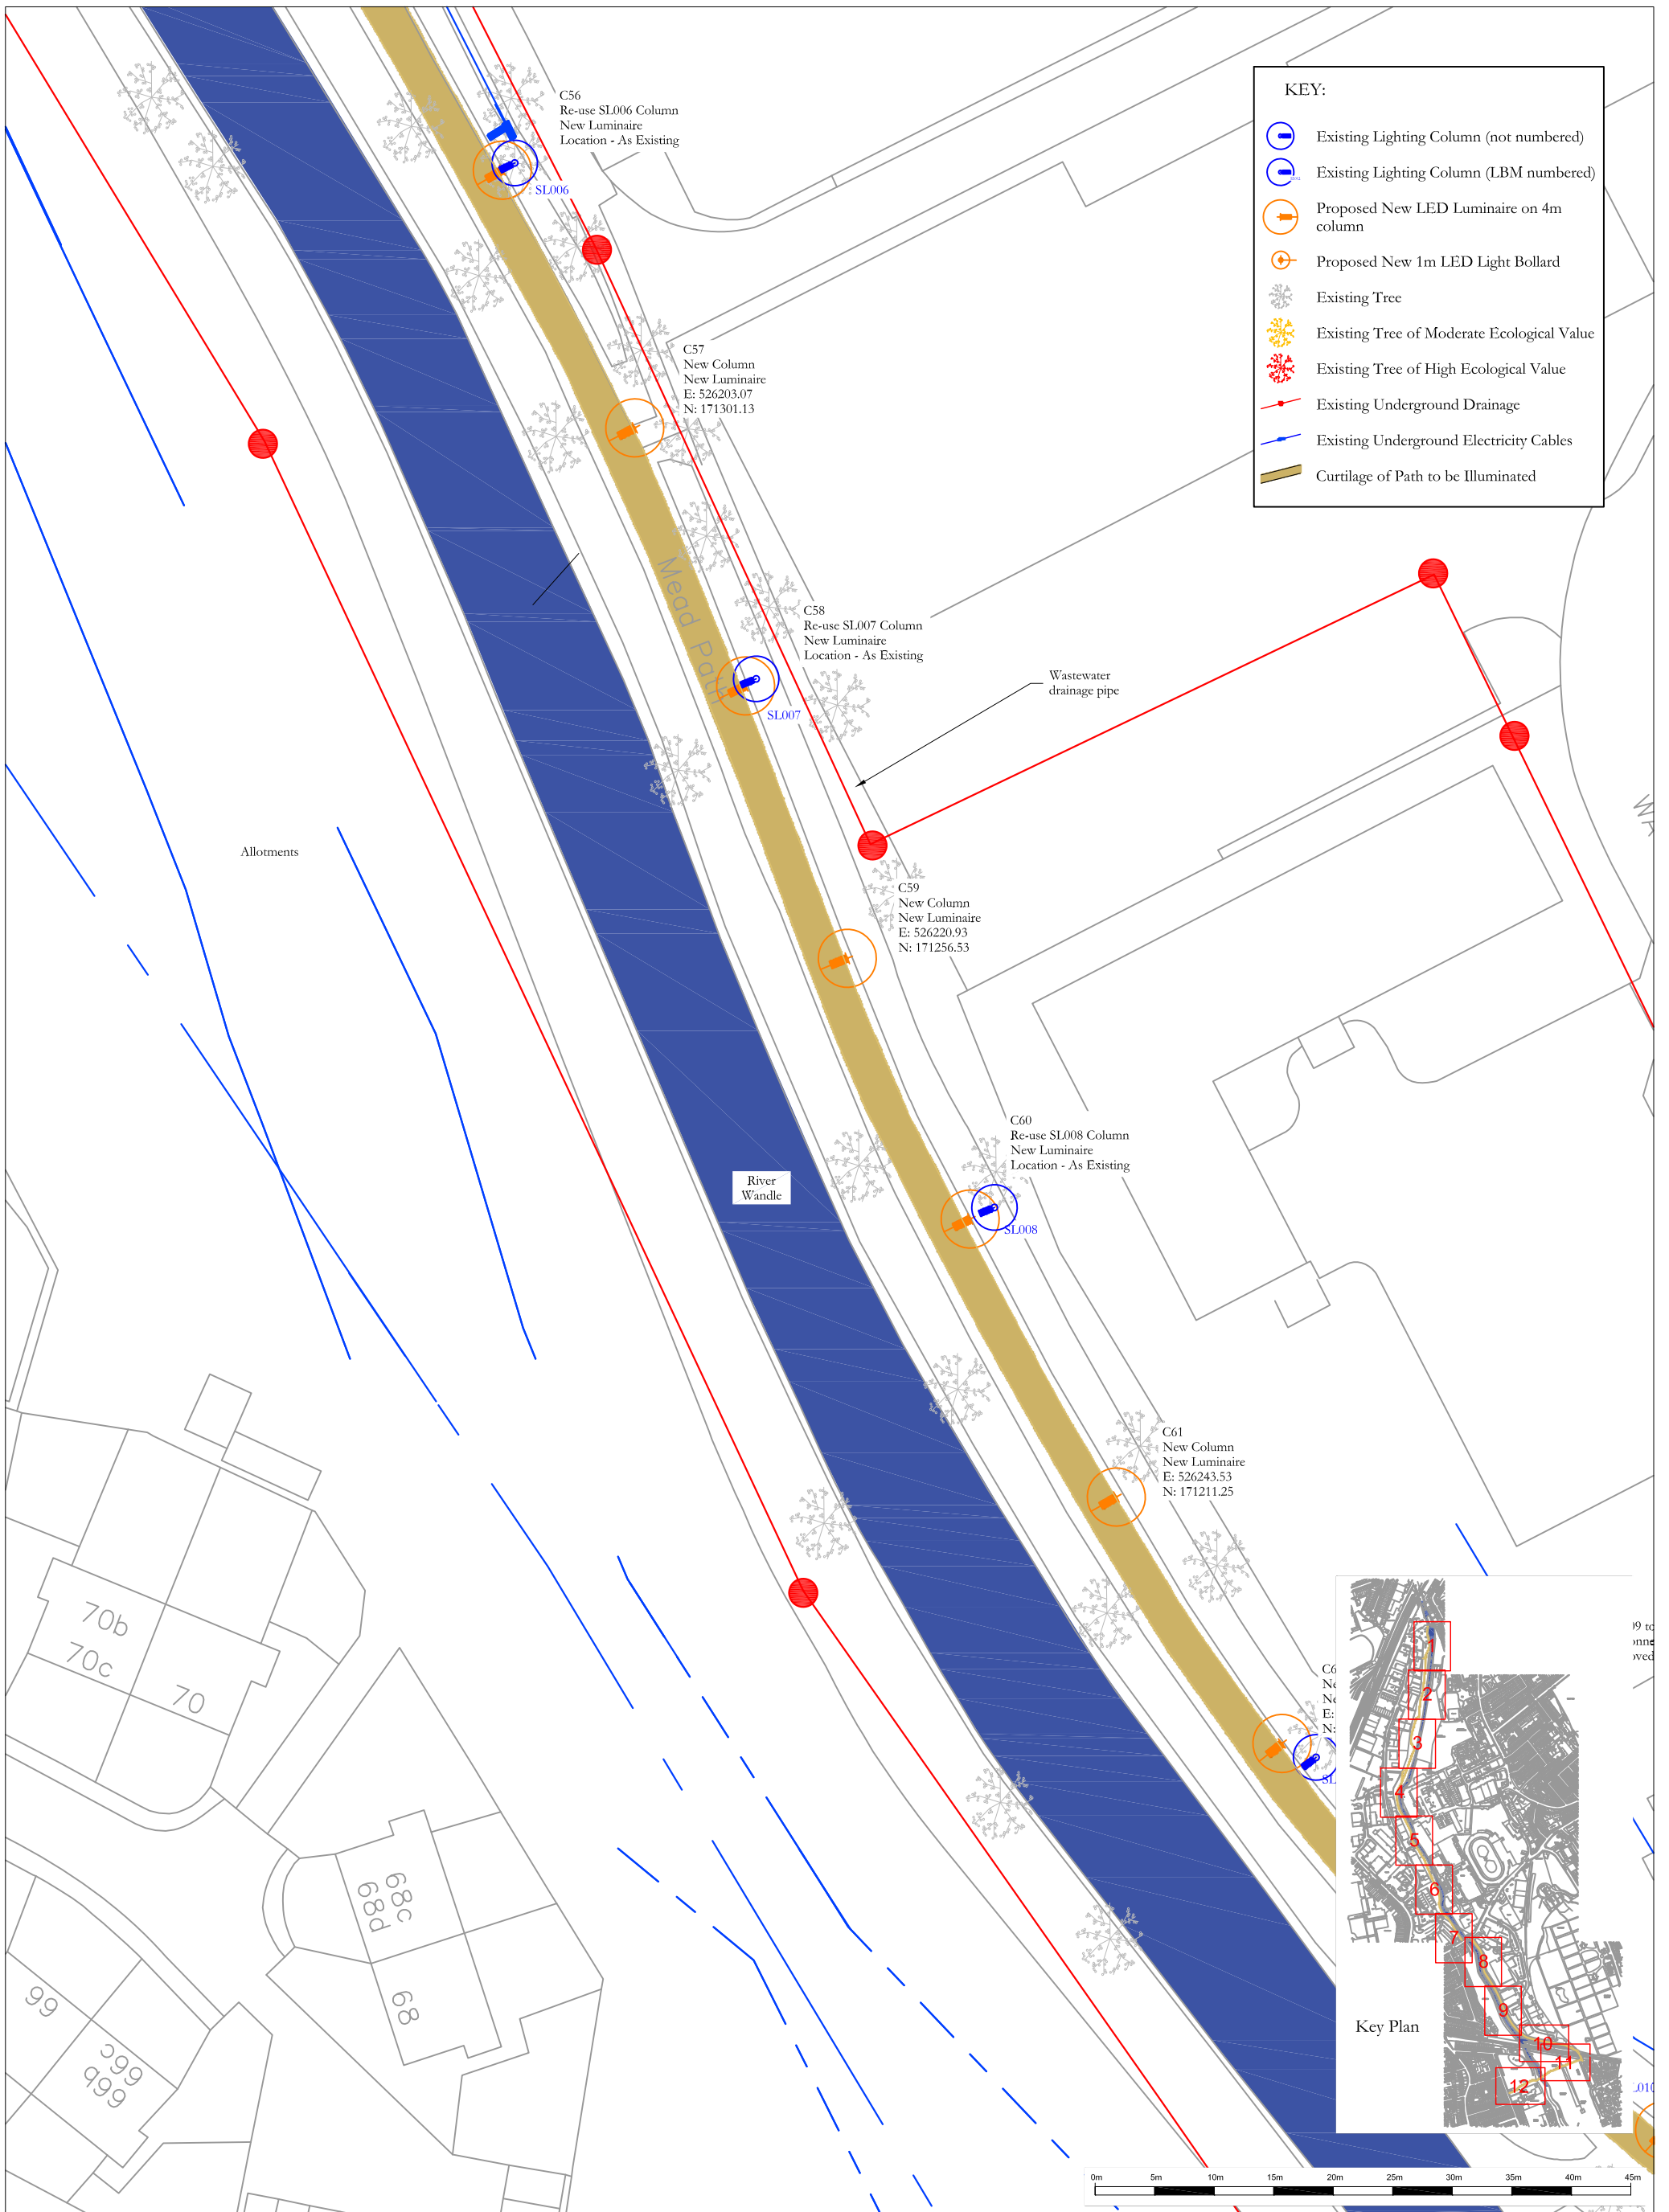 C56
Re-use SL006 Column
New Luminaire
Location - As Existing
: SL006
KEY:
Existing Lighting Column (not numbered)
Existing Lighting Column (LBM numbered)
Proposed New LED Luminaire on 4m
column
Proposed New 1m LED Light Bollard
Existing Tree
Existing Tree of Moderate Ecological Value
Existing Tree of High Ecological Value
Existing Underground Drainage
Existing Underground Electricity Cables
Curtilage of Path to be Illuminated
C57
New Column
New Luminaire
E: 526203.07
N: 171301.13
Mead Path
C58
Re-use SL007 Column
New Luminaire
Location - As Existing
SL007
Wastewater
drainage pipe
Allotments
C59
New Column
New Luminaire
E: 526220.93
N: 171256.53
River
Wandle
C60
Re-use SL008 Column
New Luminaire
Location - As Existing
SL008
C61
New Column
New Luminaire
E: 526243.53
N: 171211.25
70b
70c
70
68c
68d
68
66
66c
66b
E:
N:
SL
09 to
Key Plan
1
2
3
4
5
6
7
8
9
10
11
12
0m 5m 10m 15m 20m 25m 30m 35m 40m 45m